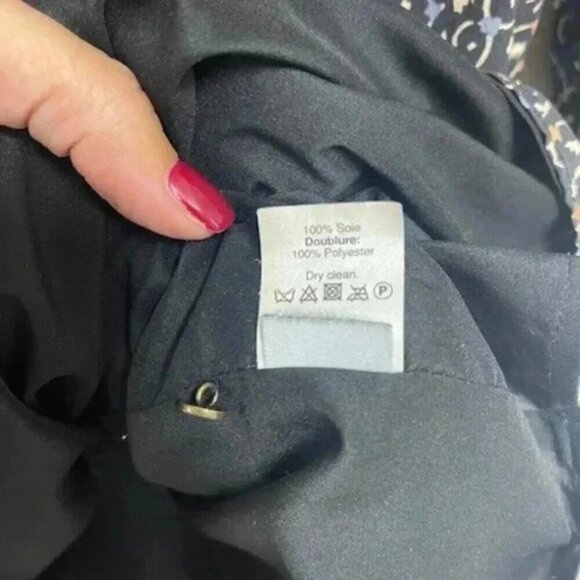 100% Soie
Doublure:
100% Polyester
Dry clean.
P